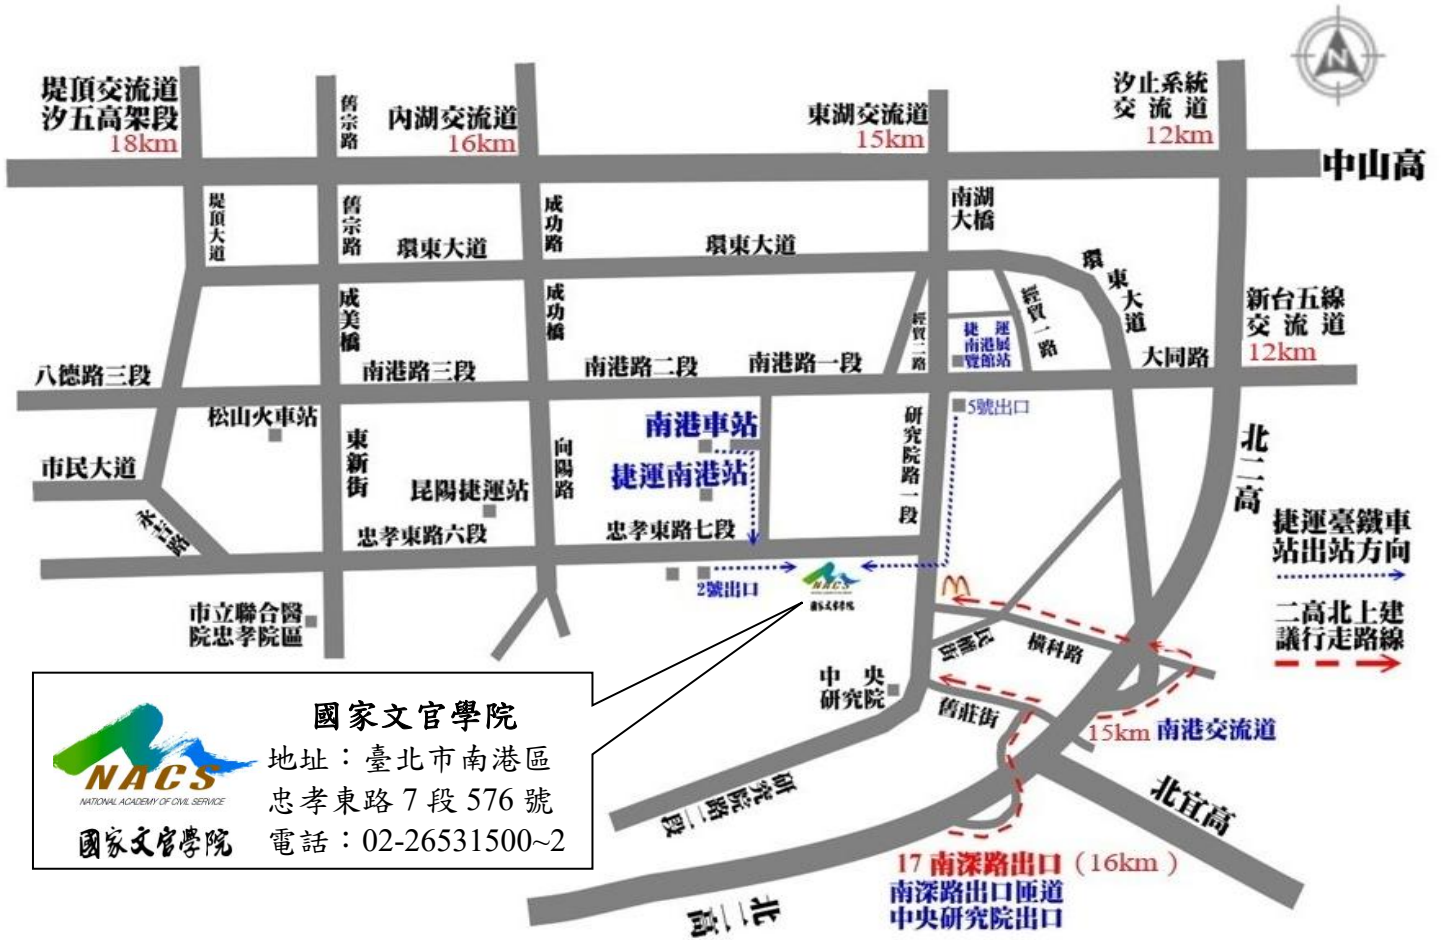 N
堤頂交流道
汐五高架段
18km
舊宗路
內湖交流道
16km
東湖交流道
15km
汐止系統
交流道
12km
中山高
堤頂大道
舊宗路
成功路
南湖
大橋
環東大道
環東大道
環東大道
成美橋
成功橋
經貿二路
經貿一路
捷運
南港展
覽館站
新台五線
交流道
12km
八德路三段
南港路三段
南港路二段
南港路一段
大同路
松山火車站
南港車站
5號出口
研究院路一段
東新街
向陽路
北二高
市民大道
昆陽捷運站
捷運南港站
永吉路
忠孝東路六段
忠孝東路七段
捷運臺鐵車
站出站方向
2號出口
NACS
國家文官學院
市立聯合醫
院忠孝院區
民權街
橫科路
二高北上建
議行走路線
中央
研究院
舊莊街
15km 南港交流道
研究院路二段
北宜高
17 南深路出口（16km）
南深路出口匝道
中央研究院出口
北二高
NACS
NATIONAL ACADEMY OF CIVIL SERVICE
國家文官學院
國家文官學院
地址：臺北市南港區
忠孝東路 7 段 576 號
電話：02-26531500~2